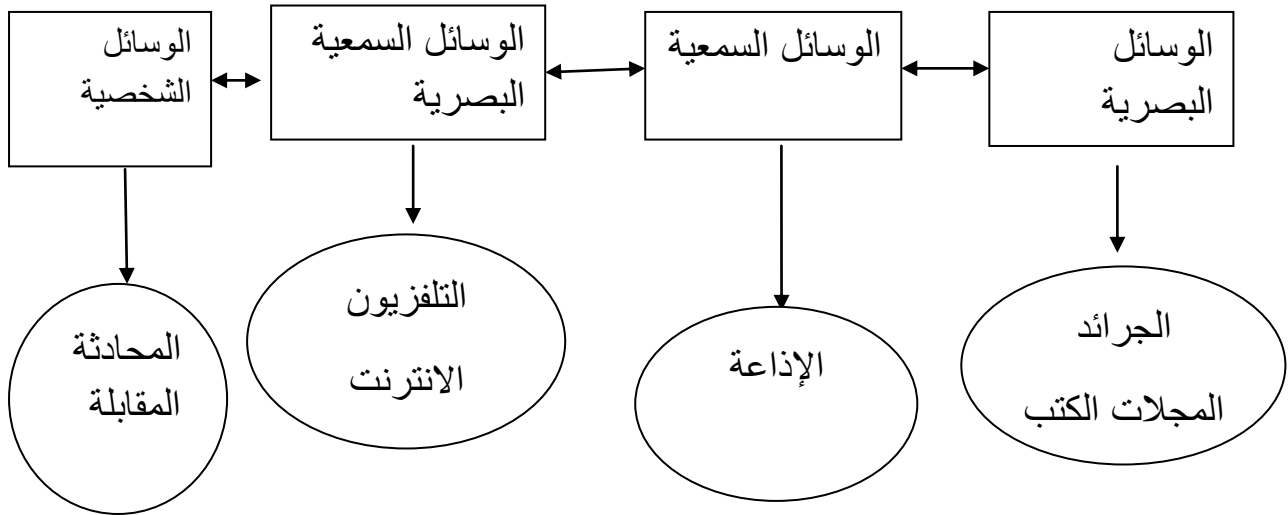 الوسائل
البصرية
الوسائل السمعية
الوسائل السمعية
البصرية
الوسائل
الشخصية
الجرائد
المجلات الكتب
الإذاعة
التلفزيون
الانترنت
المحادثة
المقابلة